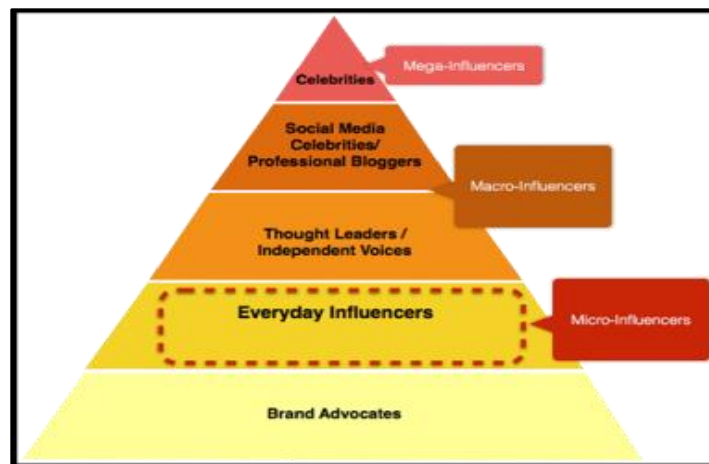 Celebrities
Mega-Influencers
Social Media
Celebrities/
Professional Bloggers
Macro-Influencers
Thought Leaders /
Independent Voices
Everyday Influencers
Micro-Influencers
Brand Advocates